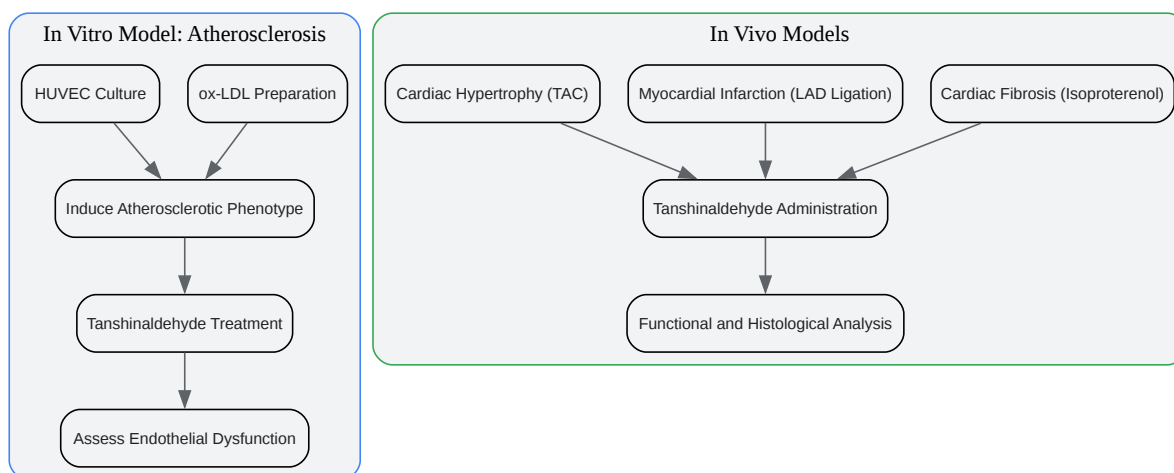 In Vitro Model: Atherosclerosis
HUVEC Culture
ox-LDL Preparation
Induce Atherosclerotic Phenotype
Tanshinaldehyde Treatment
Assess Endothelial Dysfunction
In Vivo Models
Cardiac Hypertrophy (TAC)
Myocardial Infarction (LAD Ligation)
Cardiac Fibrosis (Isoproterenol)
Tanshinaldehyde Administration
Functional and Histological Analysis